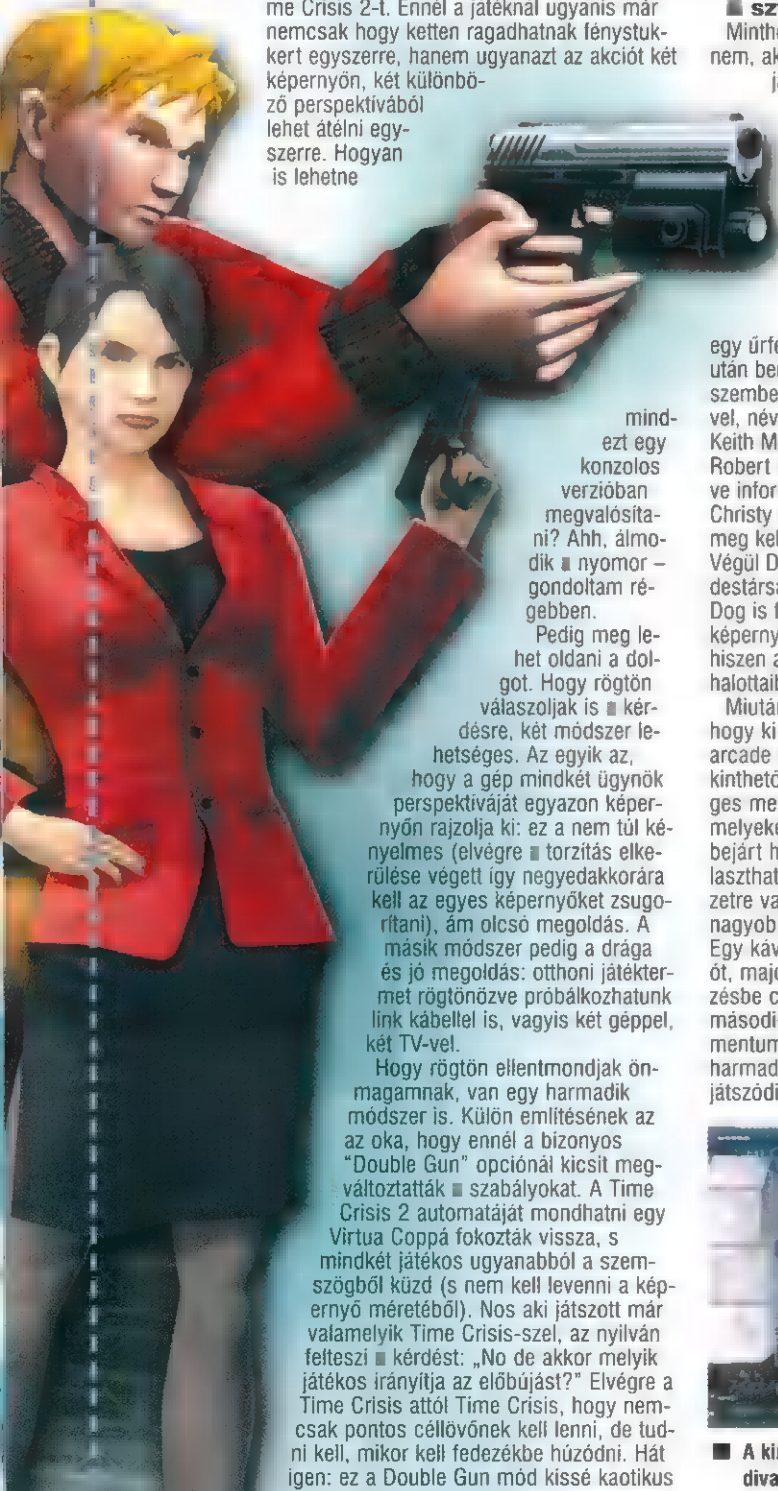 me Crisis 2-t. Ennél a játéknál ugyanis már
nemcsak hogy ketten ragadhatnak fénystuk-
kert egyszerre, hanem ugyanazt az akciót két
képernyőn, két különbö-
ző perspektívából
lehet átélni egy-
szerre. Hogyan
is lehetne
mind-
ezt egy
konzolos
verzióban
megvalósíta-
ni? Ahh, álmo-
dik a nyomor –
gondoltam ré-
gebben.
Pedig meg le-
het oldani a dol-
got. Hogy rögtön
válaszoljak is a kér-
désre, két módszer le-
hetséges. Az egyik az,
hogy a gép mindkét ügynök
perspektíváját egyazon képer-
nyőn rajzolja ki: ez a nem túl ké-
nyelmes (elvégre a torzítás elke-
rülése végett így negyedakkorára
kell az egyes képernyőket zsugo-
rítani), ám olcsó megoldás. A
másik módszer pedig a drága
és jó megoldás: otthoni játékter-
met rögtönözve próbálkozhatunk
link kábellel is, vagyis két géppel,
két TV-vel.
Hogy rögtön ellentmondjak ön-
magamnak, van egy harmadik
módszer is. Külön említésének az
az oka, hogy ennél a bizonyos
"Double Gun" opciónál kicsit meg-
változtatták a szabályokat. A Time
Crisis 2 automatáját mondhatni egy
Virtua Coppá fokozták vissza, s
mindkét játékos ugyanabból a szem-
szögből küzd (s nem kell levenni a kép-
ernyő méretéből). Nos aki játszott már
valamelyik Time Crisis-szel, az nyilván
felteszi a kérdést: „No de akkor melyik
játékos irányítja az előbújást?" Elvégre a
Time Crisis attól Time Crisis, hogy nem-
csak pontos céllövőnek kell lenni, de tud-
ni kell, mikor kell fedezékbe húzódni. Hát
igen: ez a Double Gun mód kissé kaotikus
nem, ak
egy űrfe
után ber
szembe
vel, név
Keith M
Robert
ve infor
Christy
meg kel
Végül D
destársa
Dog is t
képerny
hiszen a
halottaib
Miután
hogy ki
arcade
kinthető
ges me
melyeke
bejárt h
laszthat
zetre va
nagyob
Egy káv
ót, majd
zésbe c
másodi
mentum
harmad
játszódi
A ki
diva